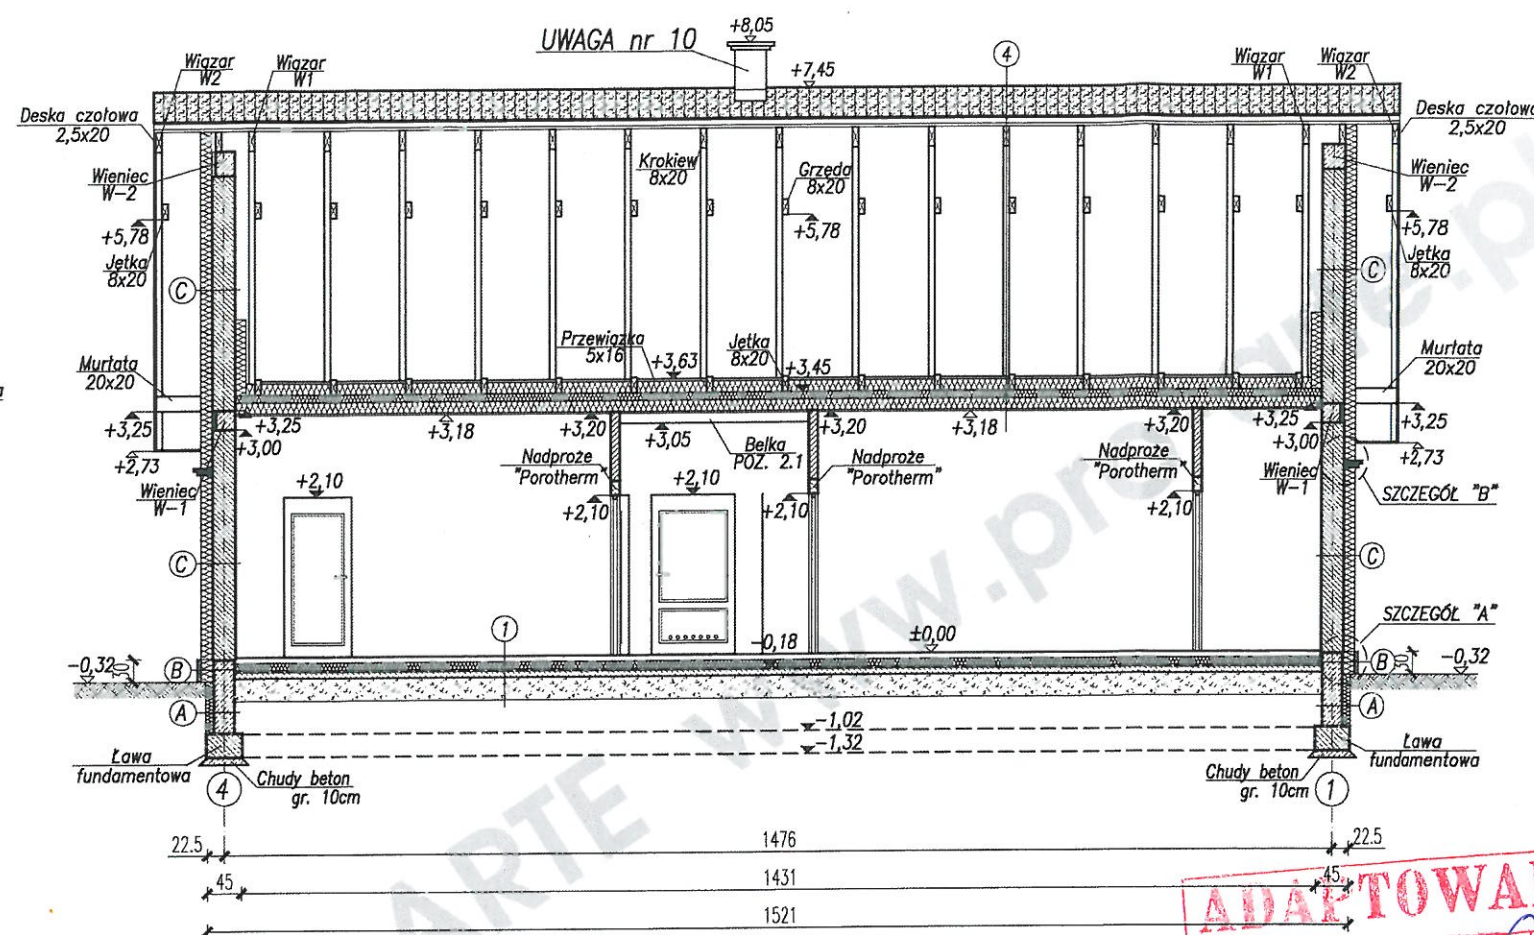 +8,05
UWAGA nr 10
4
Wiązar
W2
Wiązar
W1
+7,45
Wiązar
W1
Wiązar
W2
Deska czołowa
2,5x20
Deska czołowa
2,5x20
Krokiew
8x20
Grzęda
8x20
Wieniec
W-2
Wieniec
W-2
+5,78
+5,78
+5,78
Jętka
8x20
Jętka
8x20
C
C
Przewiązka
5x16
+3,63
Jętka
8x20
+3,45
Murłata
20x20
Murłata
20x20
+3,25
+3,25
+3,18
+3,20
+3,05
+3,20
+3,18
+3,20
+3,25
+3,25
+3,00
+3,00
Belka
POZ. 2.1
+2,73
+2,73
Nadproże
"Porotherm"
Nadproże
"Porotherm"
Nadproże
"Porotherm"
Wieniec
W-1
Wieniec
W-1
SZCZEGÓŁ "B"
+2,10
+2,10
+2,10
+2,10
+2,10
C
C
SZCZEGÓŁ "A"
1
-0,18
±0,00
-0,32
30
B
B
30
-0,32
A
A
-1,02
-1,32
Ława
fundamentowa
Ława
fundamentowa
Chudy beton
gr. 10cm
Chudy beton
gr. 10cm
4
1
22.5
1476
22.5
45
1431
45
1521
ARTE www.pro